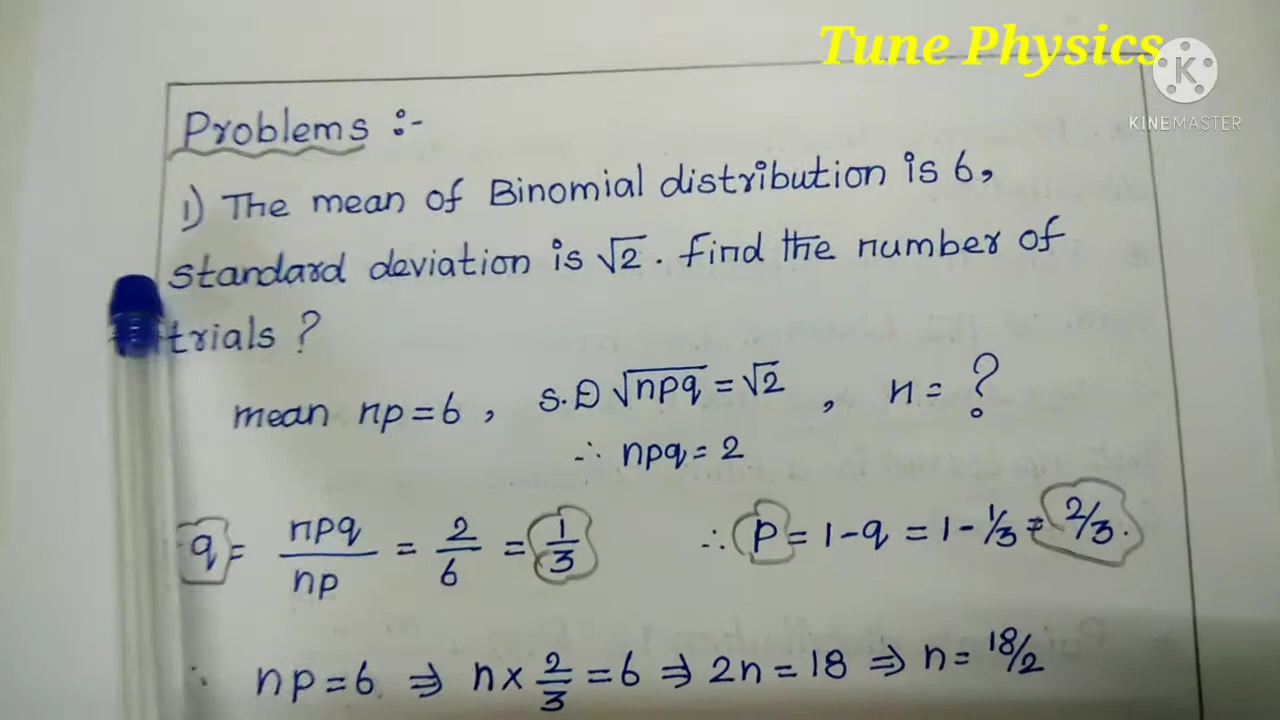 Tune Physics
K
KINEMASTER
Problems :-
1) The mean of Binomial distribution is 6,
standard deviation is √2. Find the number of
trials ?
mean np = 6, S.D √npq = √2, n = ?
∴ npq = 2
q = npq/np = 2/6 = 1/3 ∴ p = 1-q = 1-1/3 = 2/3.
∴ np = 6 ⇒ n × 2/3 = 6 ⇒ 2n = 18 ⇒ n = 18/2